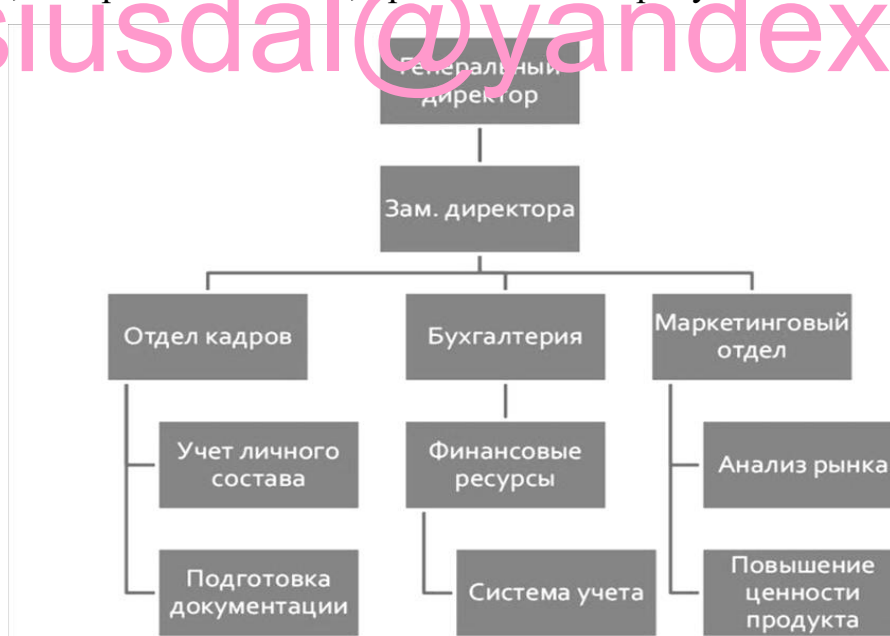 siusdal@yandex
Генеральный
директор
Зам. директора
Отдел кадров
Бухгалтерия
Маркетинговый
отдел
Учет личного
состава
Финансовые
ресурсы
Анализ рынка
Подготовка
документации
Система учета
Повышение
ценности
продукта